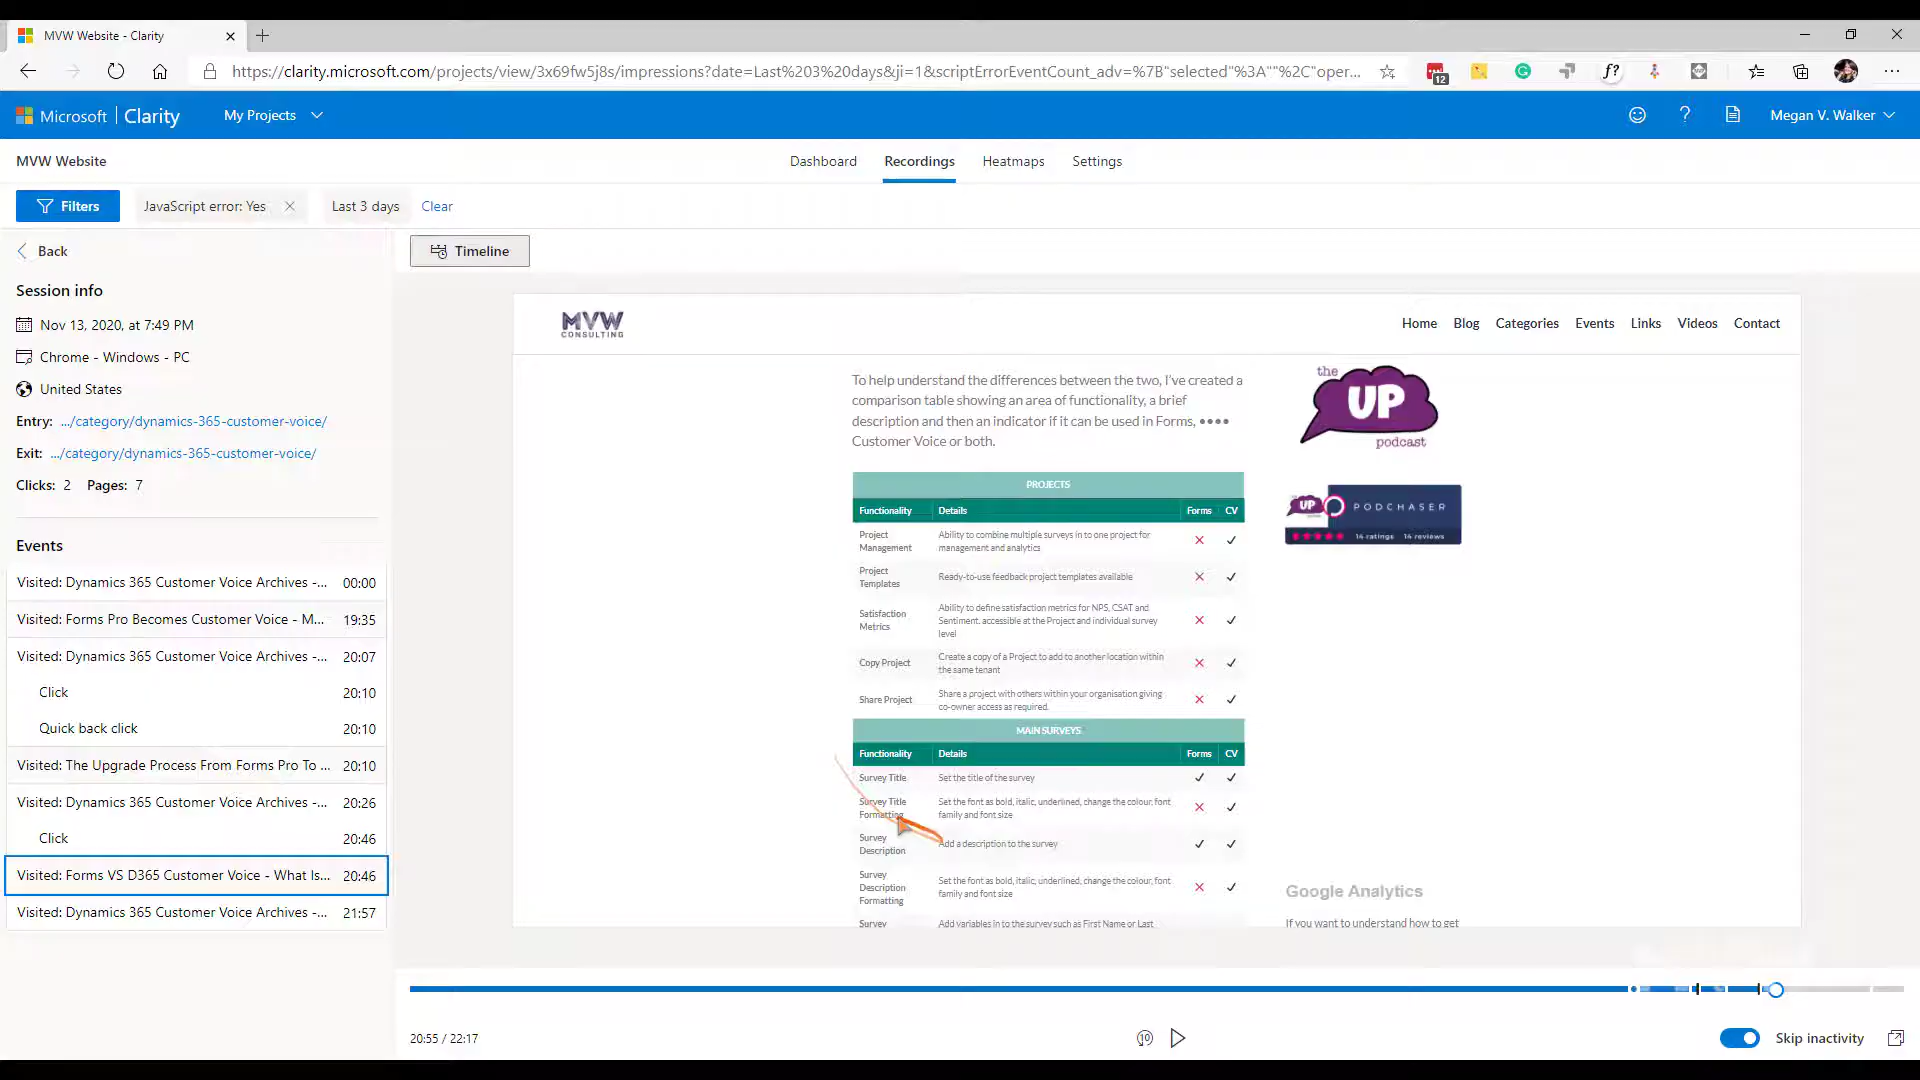 MVW Website - Clarity
https://clarity.microsoft.com/projects/view/3x69fw5j8s/impressions?date=Last%203%20days&ji=1&scriptErrorEventCount_adv=%7B"selected"%3A""%2C"oper...
12
f?
Microsoft | Clarity
My Projects
Megan V. Walker
MVW Website
Dashboard
Recordings
Heatmaps
Settings
Filters
JavaScript error: Yes
Last 3 days
Clear
Back
Timeline
Session info
Nov 13, 2020, at 7:49 PM
Chrome - Windows - PC
United States
Entry: .../category/dynamics-365-customer-voice/
Exit: .../category/dynamics-365-customer-voice/
Clicks: 2 Pages: 7
Events
Visited: Dynamics 365 Customer Voice Archives -... 00:00
Visited: Forms Pro Becomes Customer Voice - M... 19:35
Visited: Dynamics 365 Customer Voice Archives -... 20:07
Click 20:10
Quick back click 20:10
Visited: The Upgrade Process From Forms Pro To ... 20:10
Visited: Dynamics 365 Customer Voice Archives -... 20:26
Click 20:46
Visited: Forms VS D365 Customer Voice - What Is... 20:46
Visited: Dynamics 365 Customer Voice Archives -... 21:57
MVW
CONSULTING
Home Blog Categories Events Links Videos Contact
To help understand the differences between the two, I've created a
comparison table showing an area of functionality, a brief
description and then an indicator if it can be used in Forms, ••••
Customer Voice or both.
PROJECTS
Functionality Details Forms CV
Project Management Ability to combine multiple surveys in to one project for
management and analytics
Project Templates Ready-to-use feedback project templates available
Satisfaction Metrics Ability to define satisfaction metrics for NPS, CSAT and
Sentiment. accessible at the Project and individual survey
level
Copy Project Create a copy of a Project to add to another location within
the same tenant
Share Project Share a project with others within your organisation giving
co-owner access as required.
MAIN SURVEYS
Functionality Details Forms CV
Survey Title Set the title of the survey
Survey Title Formatting Set the font as bold, italic, underlined, change the colour, font
family and font size
Survey Description Add a description to the survey
Survey Description Formatting Set the font as bold, italic, underlined, change the colour, font
family and font size
Survey Add variables in to the survey such as First Name or Last
the
UP
podcast
the
UP
PODCHASER
14 ratings 14 reviews
Google Analytics
If you want to understand how to get
20:55 / 22:17
10
Skip inactivity